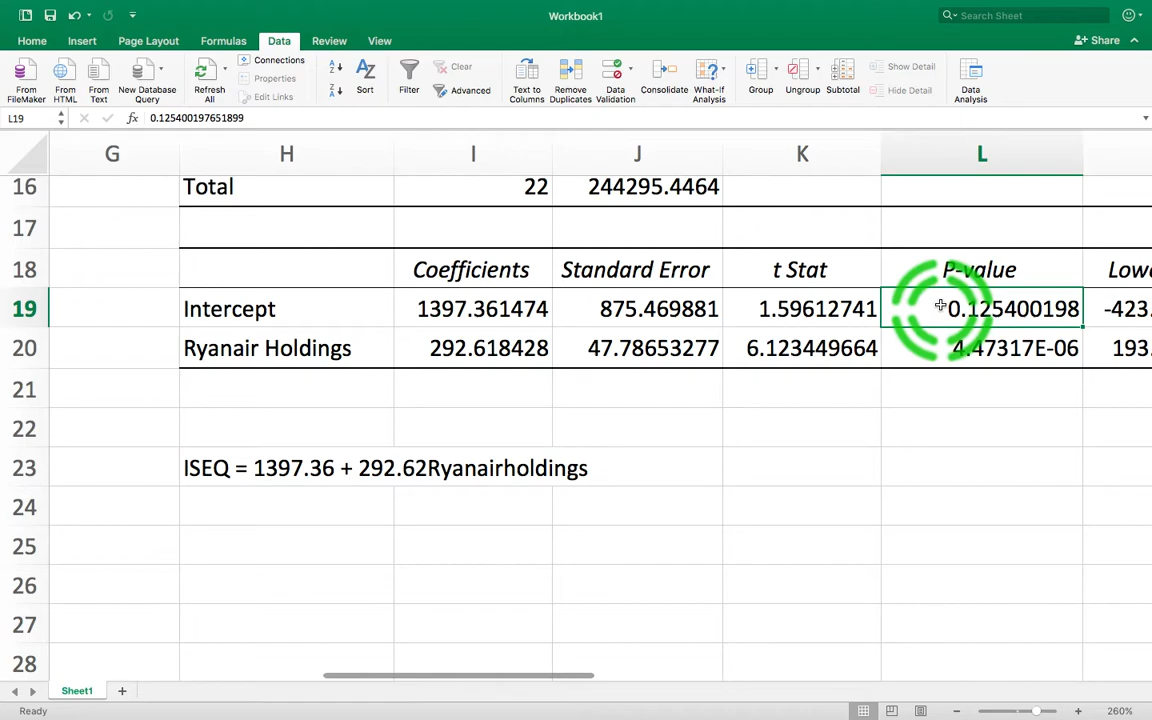 Workbook1
Search Sheet
Home Insert Page Layout Formulas Data Review View
Share
From FileMaker
From HTML
From Text
New Database Query
Refresh All
Connections
Properties
Edit Links
Sort
Filter
Clear
Advanced
Text to Columns
Remove Duplicates
Data Validation
Consolidate
What-If Analysis
Group
Ungroup
Subtotal
Show Detail
Hide Detail
Data Analysis
L19 fx 0.125400197651899
G H I J K L
16 Total 22 244295.4464
17
18 Coefficients Standard Error t Stat P-value Lowe
19 Intercept 1397.361474 875.469881 1.59612741 0.125400198 -423.
20 Ryanair Holdings 292.618428 47.78653277 6.123449664 4.47317E-06 193.
21
22
23 ISEQ = 1397.36 + 292.62Ryanairholdings
24
25
26
27
28
Sheet1
Ready 260%